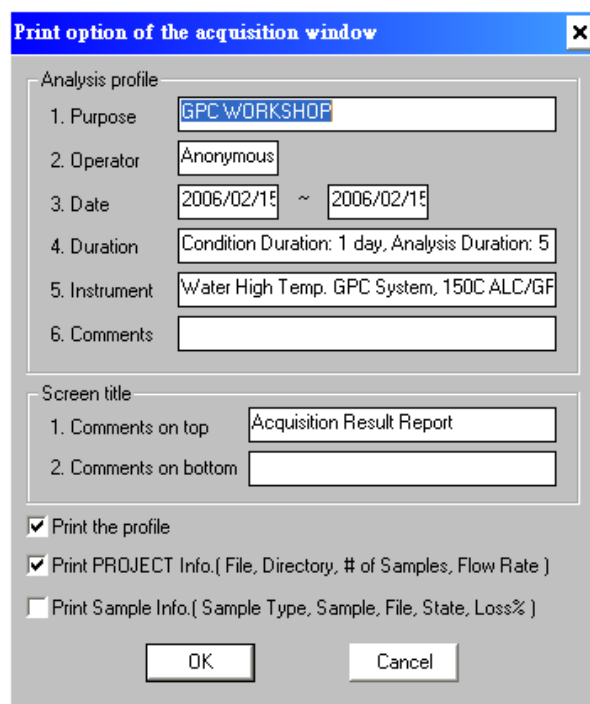 Print option of the acquisition window
Analysis profile
1. Purpose GPC WORKSHOP
2. Operator Anonymous
3. Date 2006/02/15 ~ 2006/02/15
4. Duration Condition Duration: 1 day, Analysis Duration: 5
5. Instrument Water High Temp. GPC System, 150C ALC/GF
6. Comments
Screen title
1. Comments on top Acquisition Result Report
2. Comments on bottom
Print the profile
Print PROJECT Info.( File, Directory, # of Samples, Flow Rate )
Print Sample Info.( Sample Type, Sample, File, State, Loss% )
OK Cancel